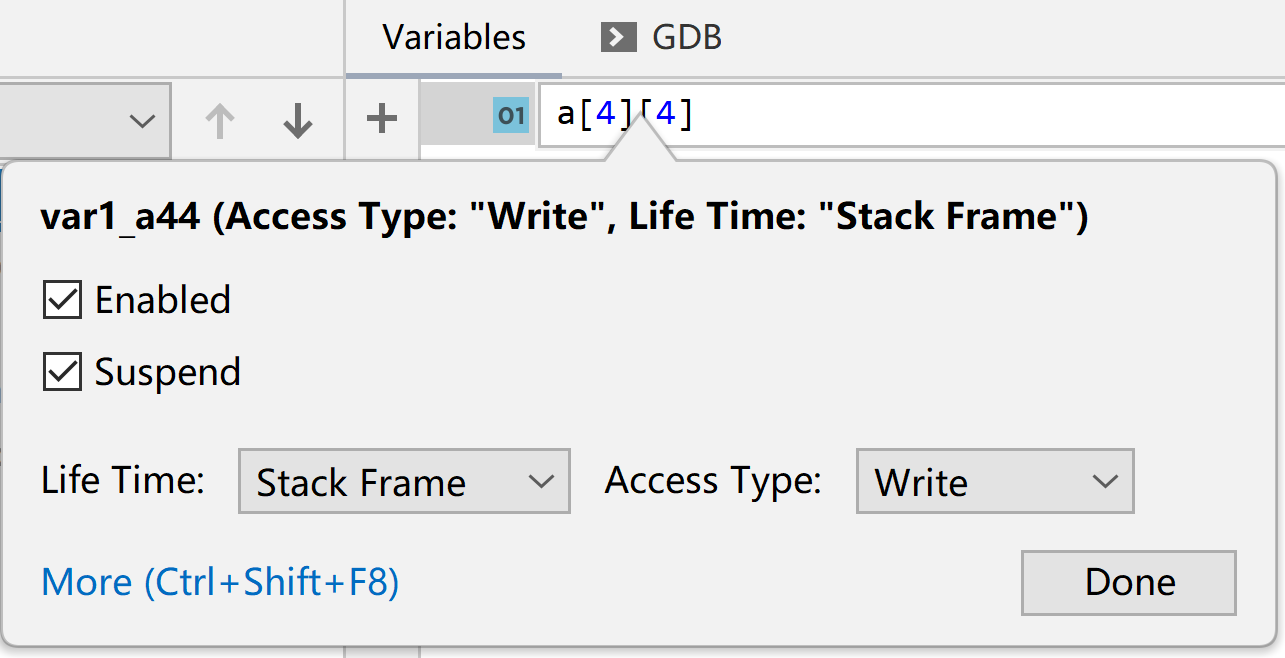 Variables GDB
01 a[4][4]
var1_a44 (Access Type: "Write", Life Time: "Stack Frame")
Enabled
Suspend
Life Time: Stack Frame Access Type: Write
More (Ctrl+Shift+F8) Done